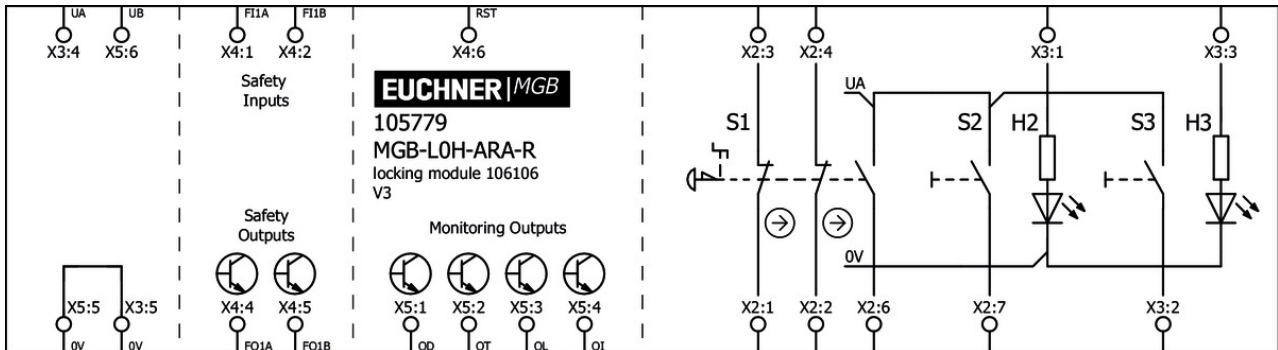 UA UB FI1A FI1B RST
X3:4 X5:6 X4:1 X4:2 X4:6 X2:3 X2:4 X3:1 X3:3
Safety
Inputs
EUCHNER MGB
105779
MGB-L0H-ARA-R
locking module 106106
V3
Safety
Outputs
Monitoring Outputs
UA
S1 S2 H2 S3 H3
0V
X5:5 X3:5 X4:4 X4:5 X5:1 X5:2 X5:3 X5:4 X2:1 X2:2 X2:6 X2:7 X3:2
0V 0V FO1A FO1B OD OT OL OI